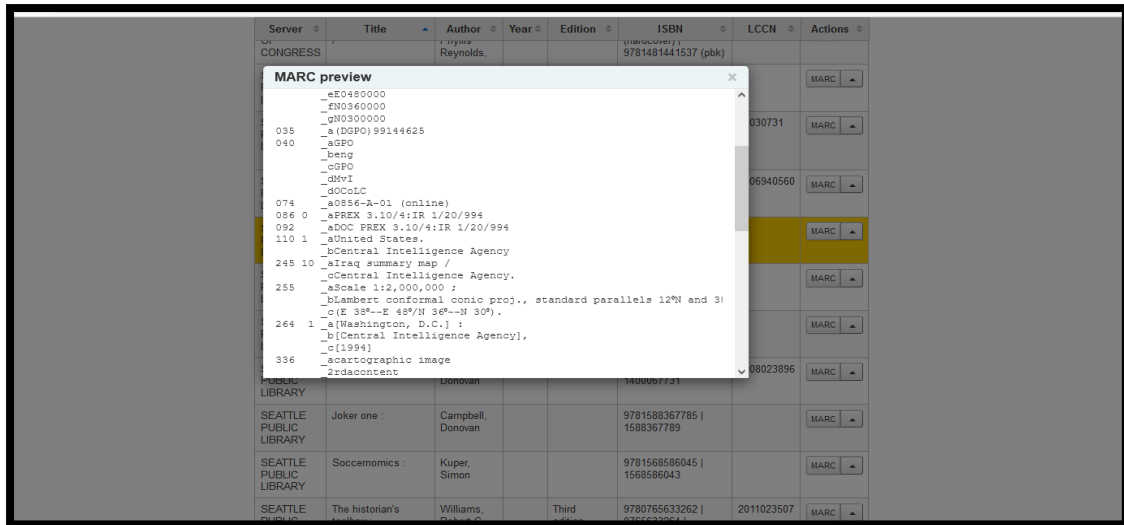 Server Title Author Year Edition ISBN LCCN Actions
CONGRESS Reynolds, 9781481441537 (pbk)
MARC preview ×
MARC
_eE0480000
_fN0360000
_gN0300000
035 _a(DGPO)99144625
030731 MARC
040 _aGPO
_beng
_cGPO
_dMvI
06940560 MARC
_dOCoLC
074 _a0856-A-01 (online)
086 0 _aPREX 3.10/4:IR 1/20/994
092 _aDOC PREX 3.10/4:IR 1/20/994
MARC
110 1 _aUnited States.
_bCentral Intelligence Agency
245 10 _aIraq summary map /
_cCentral Intelligence Agency.
MARC
255 _aScale 1:2,000,000 ;
_bLambert conformal conic proj., standard parallels 12⁰N and 3
_c(E 38⁰--E 48⁰/N 36⁰--N 30⁰).
264 1 _a[Washington, D.C.] :
MARC
_b[Central Intelligence Agency],
_c[1994]
336 _acartographic image
_2rdacontent
08023896 MARC
PUBLIC Donovan 1400067731
LIBRARY
SEATTLE Joker one : Campbell, 9781588367785 | MARC
PUBLIC Donovan 1588367789
LIBRARY
SEATTLE Soccernomics : Kuper, 9781568586045 | MARC
PUBLIC Simon 1568586043
LIBRARY
SEATTLE The historian's Williams, Third 9780765633262 | 2011023507 MARC